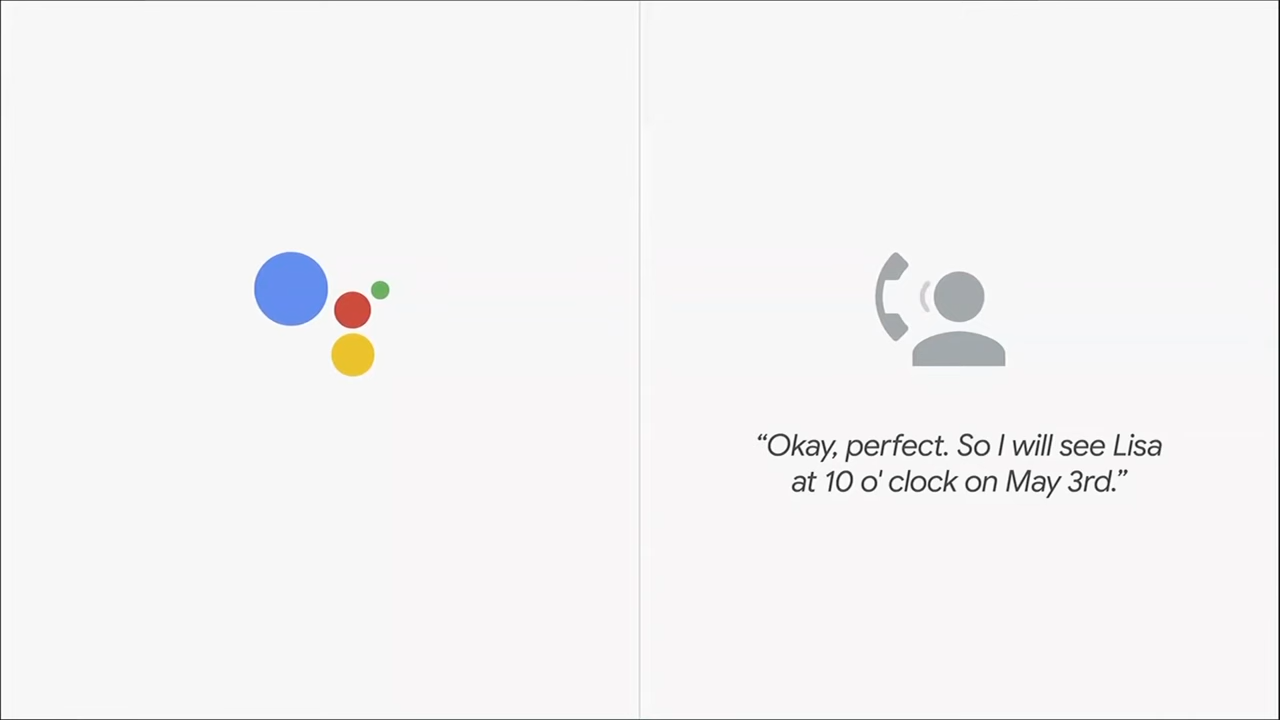 “Okay, perfect. So I will see Lisa
at 10 o' clock on May 3rd.”